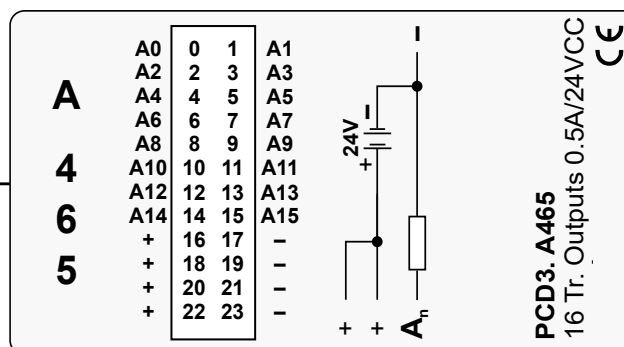 A
4
6
5
A0 0 1 A1
A2 2 3 A3
A4 4 5 A5
A6 6 7 A7
A8 8 9 A9
A10 10 11 A11
A12 12 13 A13
A14 14 15 A15
+ 16 17 –
+ 18 19 –
+ 20 21 –
+ 22 23 –
–
–
24V
+
+ + An
PCD3. A465
16 Tr. Outputs 0.5A/24VCC
CE